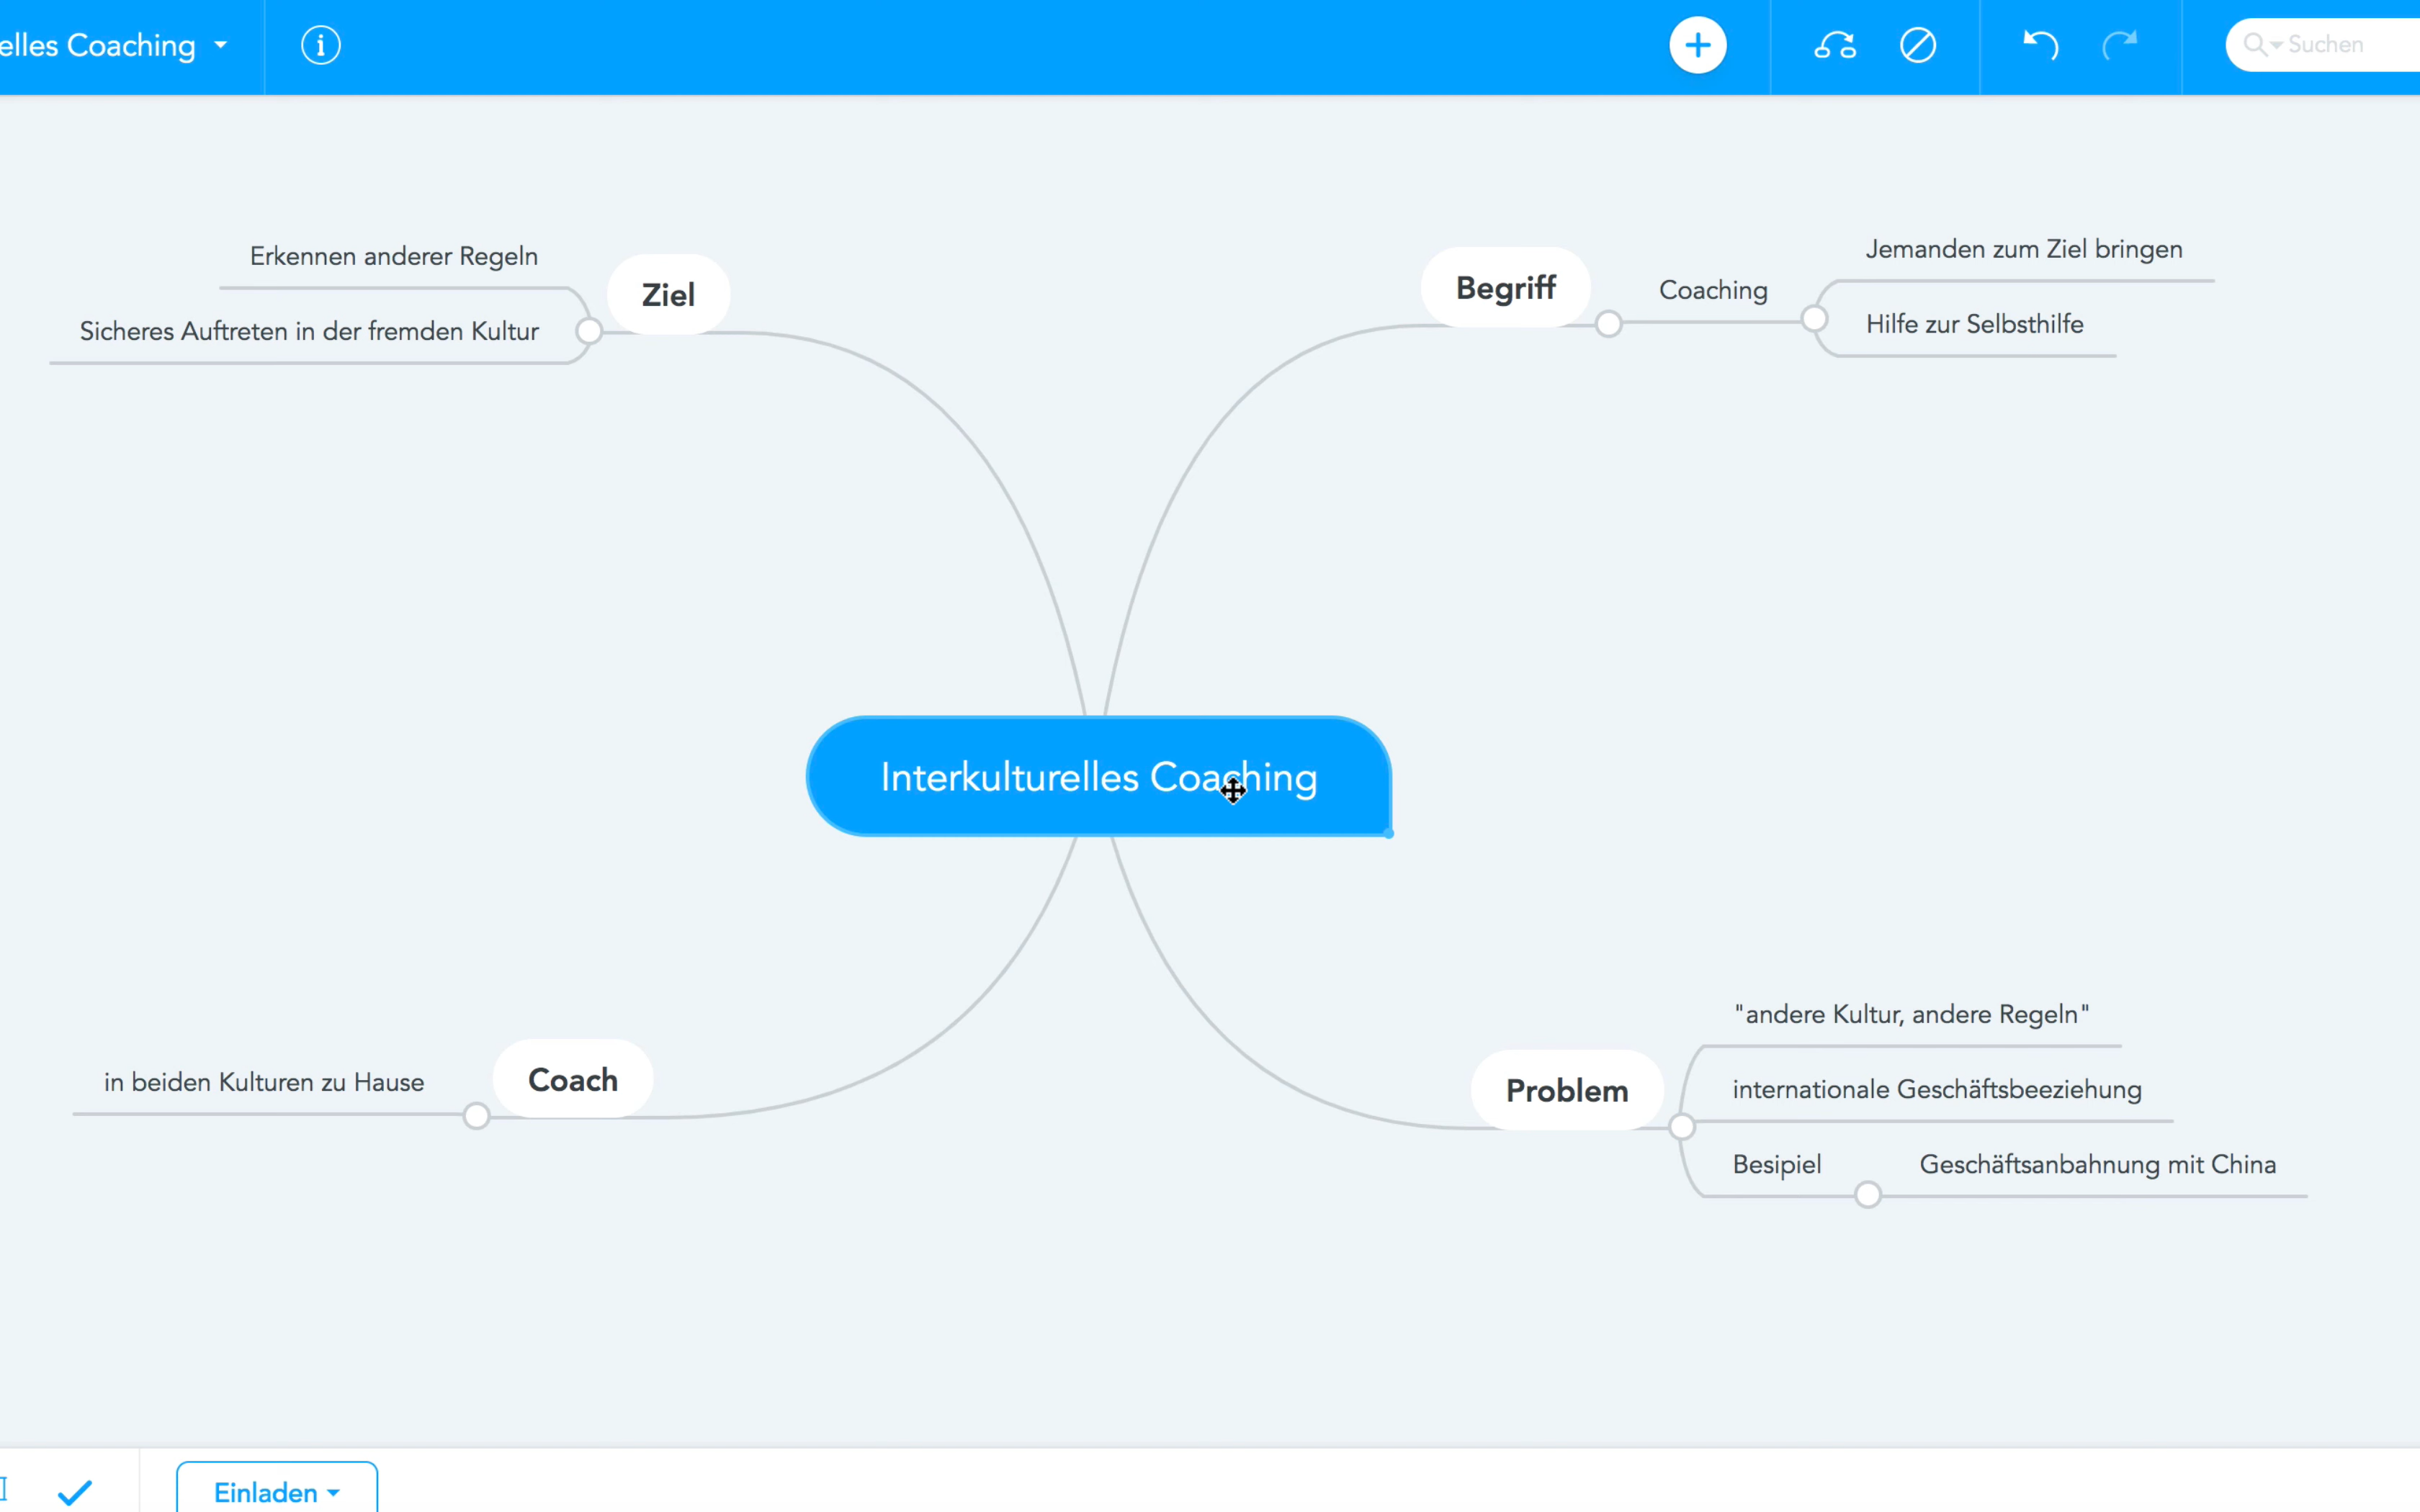 elles Coaching
Suchen
Erkennen anderer Regeln
Sicheres Auftreten in der fremden Kultur
Ziel
Begriff
Coaching
Jemanden zum Ziel bringen
Hilfe zur Selbsthilfe
Interkulturelles Coaching
in beiden Kulturen zu Hause
Coach
Problem
"andere Kultur, andere Regeln"
internationale Geschäftsbeeziehung
Besipiel
Geschäftsanbahnung mit China
Einladen